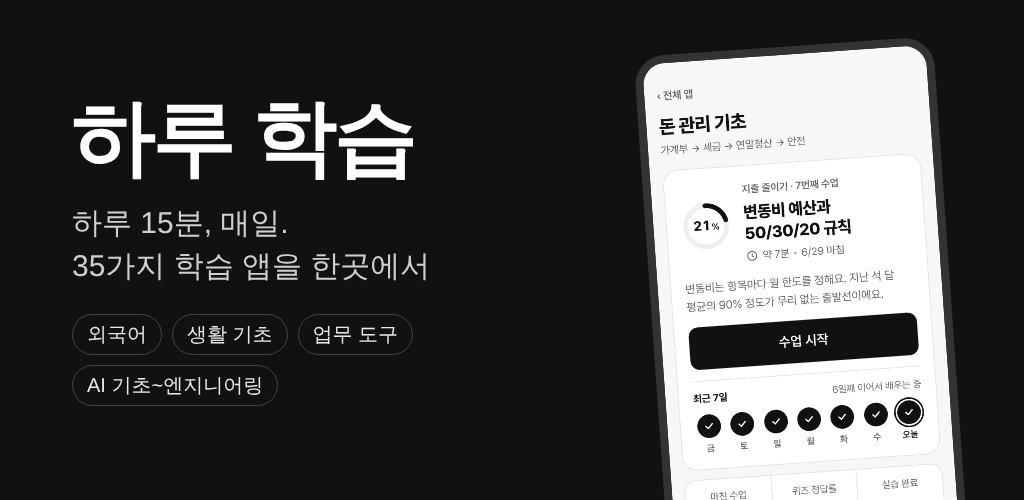 하루 학습
하루 15분, 매일.
35가지 학습 앱을 한곳에서
외국어
생활 기초
업무 도구
AI 기초~엔지니어링
‹ 전체 앱
돈 관리 기초
가계부 → 세금 → 연말정산 → 안전
지출 줄이기 · 7번째 수업
21%
변동비 예산과
50/30/20 규칙
약 7분 • 6/29 마침
변동비는 항목마다 월 한도를 정해요. 지난 석 달
평균의 90% 정도가 무리 없는 출발선이에요.
수업 시작
최근 7일
6일째 이어서 배우는 중
금 토 일 월 화 수 오늘
마친 수업
퀴즈 정답률
실습 완료